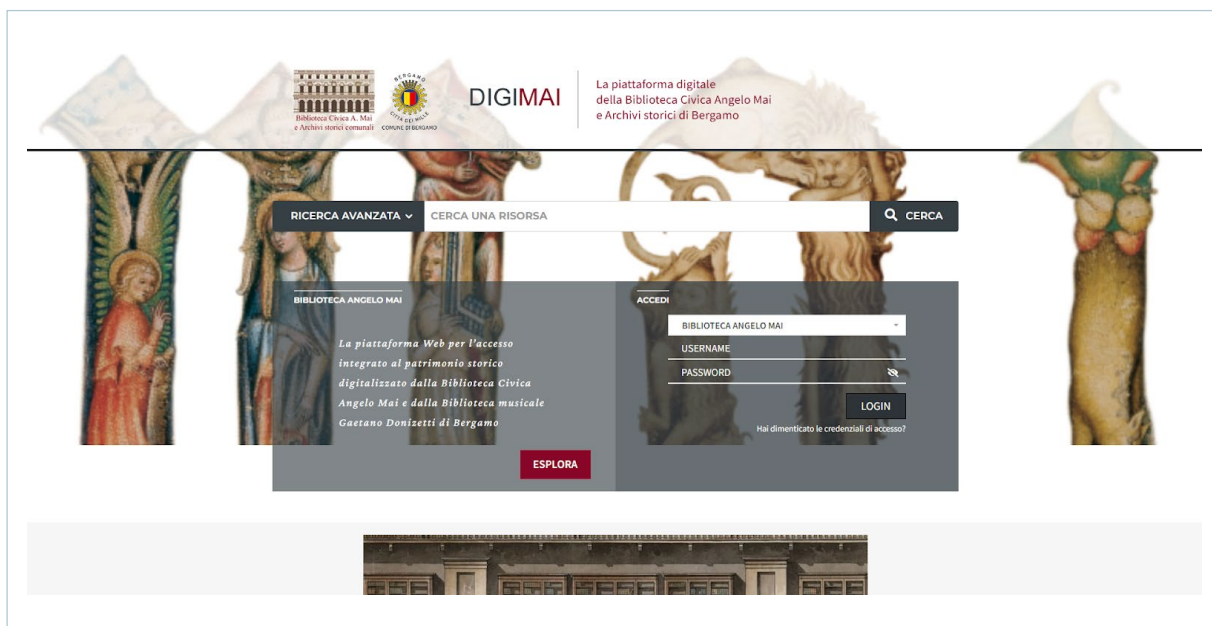 Biblioteca Civica A. Mai
e Archivi storici comunali
BERGAMO
CITTÀ DEI MILLE
COMUNE DI BERGAMO
DIGIMAI
La piattaforma digitale
della Biblioteca Civica Angelo Mai
e Archivi storici di Bergamo
RICERCA AVANZATA
CERCA UNA RISORSA
CERCA
BIBLIOTECA ANGELO MAI
La piattaforma Web per l'accesso
integrato al patrimonio storico
digitalizzato dalla Biblioteca Civica
Angelo Mai e dalla Biblioteca musicale
Gaetano Donizetti di Bergamo
ESPLORA
ACCEDI
BIBLIOTECA ANGELO MAI
USERNAME
PASSWORD
LOGIN
Hai dimenticato le credenziali di accesso?